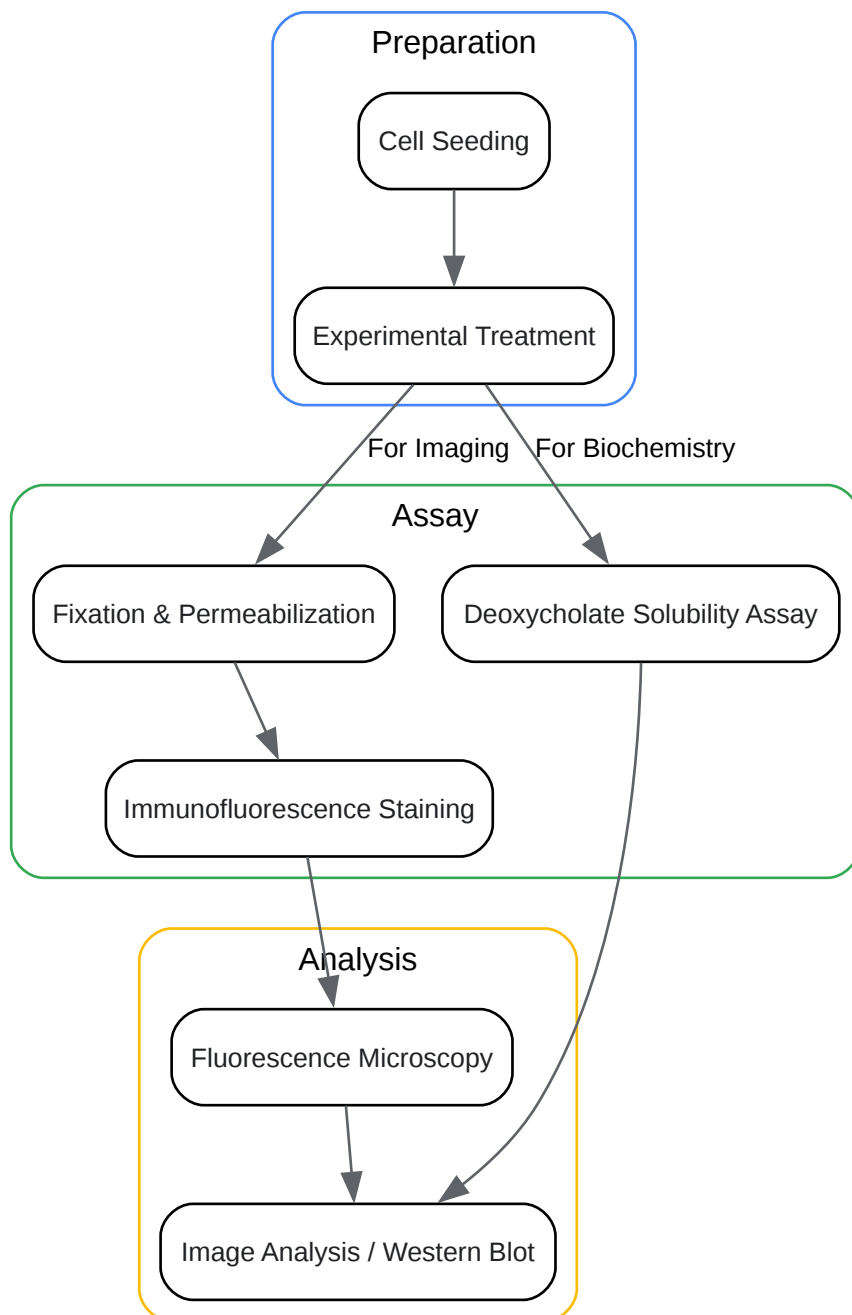 Preparation
Cell Seeding
Experimental Treatment
For Imaging
For Biochemistry
Assay
Fixation & Permeabilization
Deoxycholate Solubility Assay
Immunofluorescence Staining
Analysis
Fluorescence Microscopy
Image Analysis / Western Blot